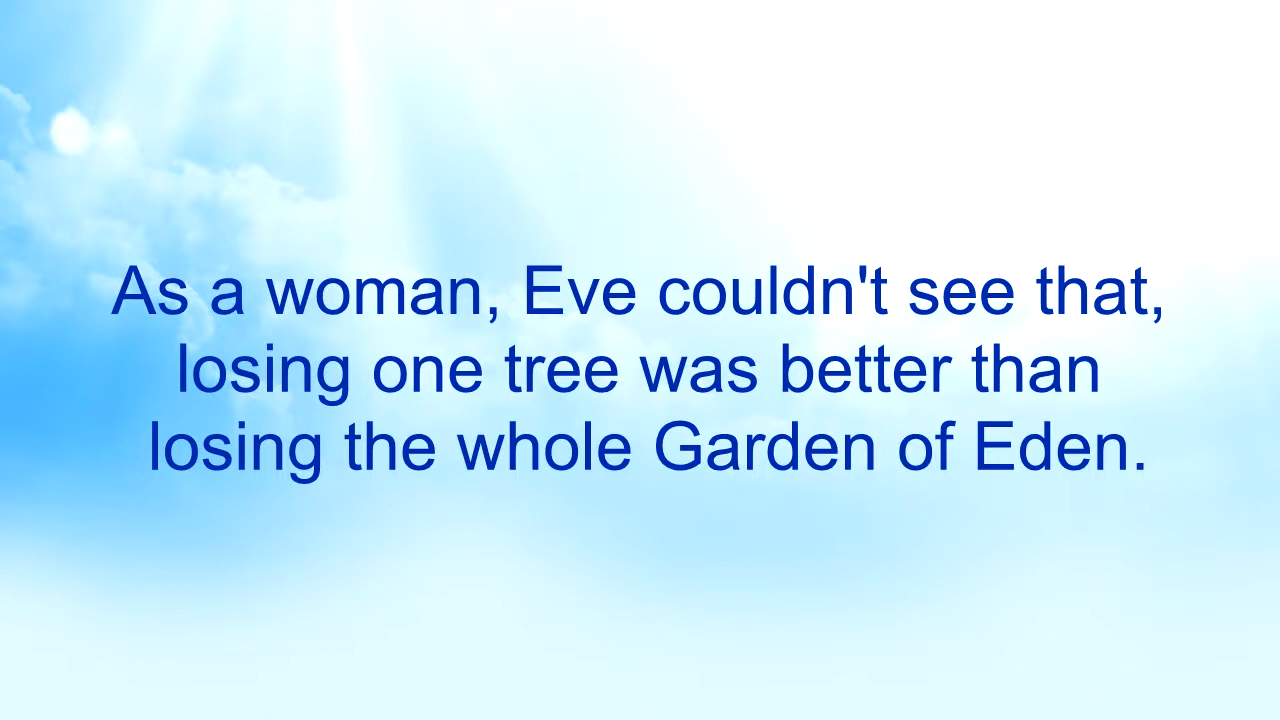 As a woman, Eve couldn't see that,
losing one tree was better than
losing the whole Garden of Eden.